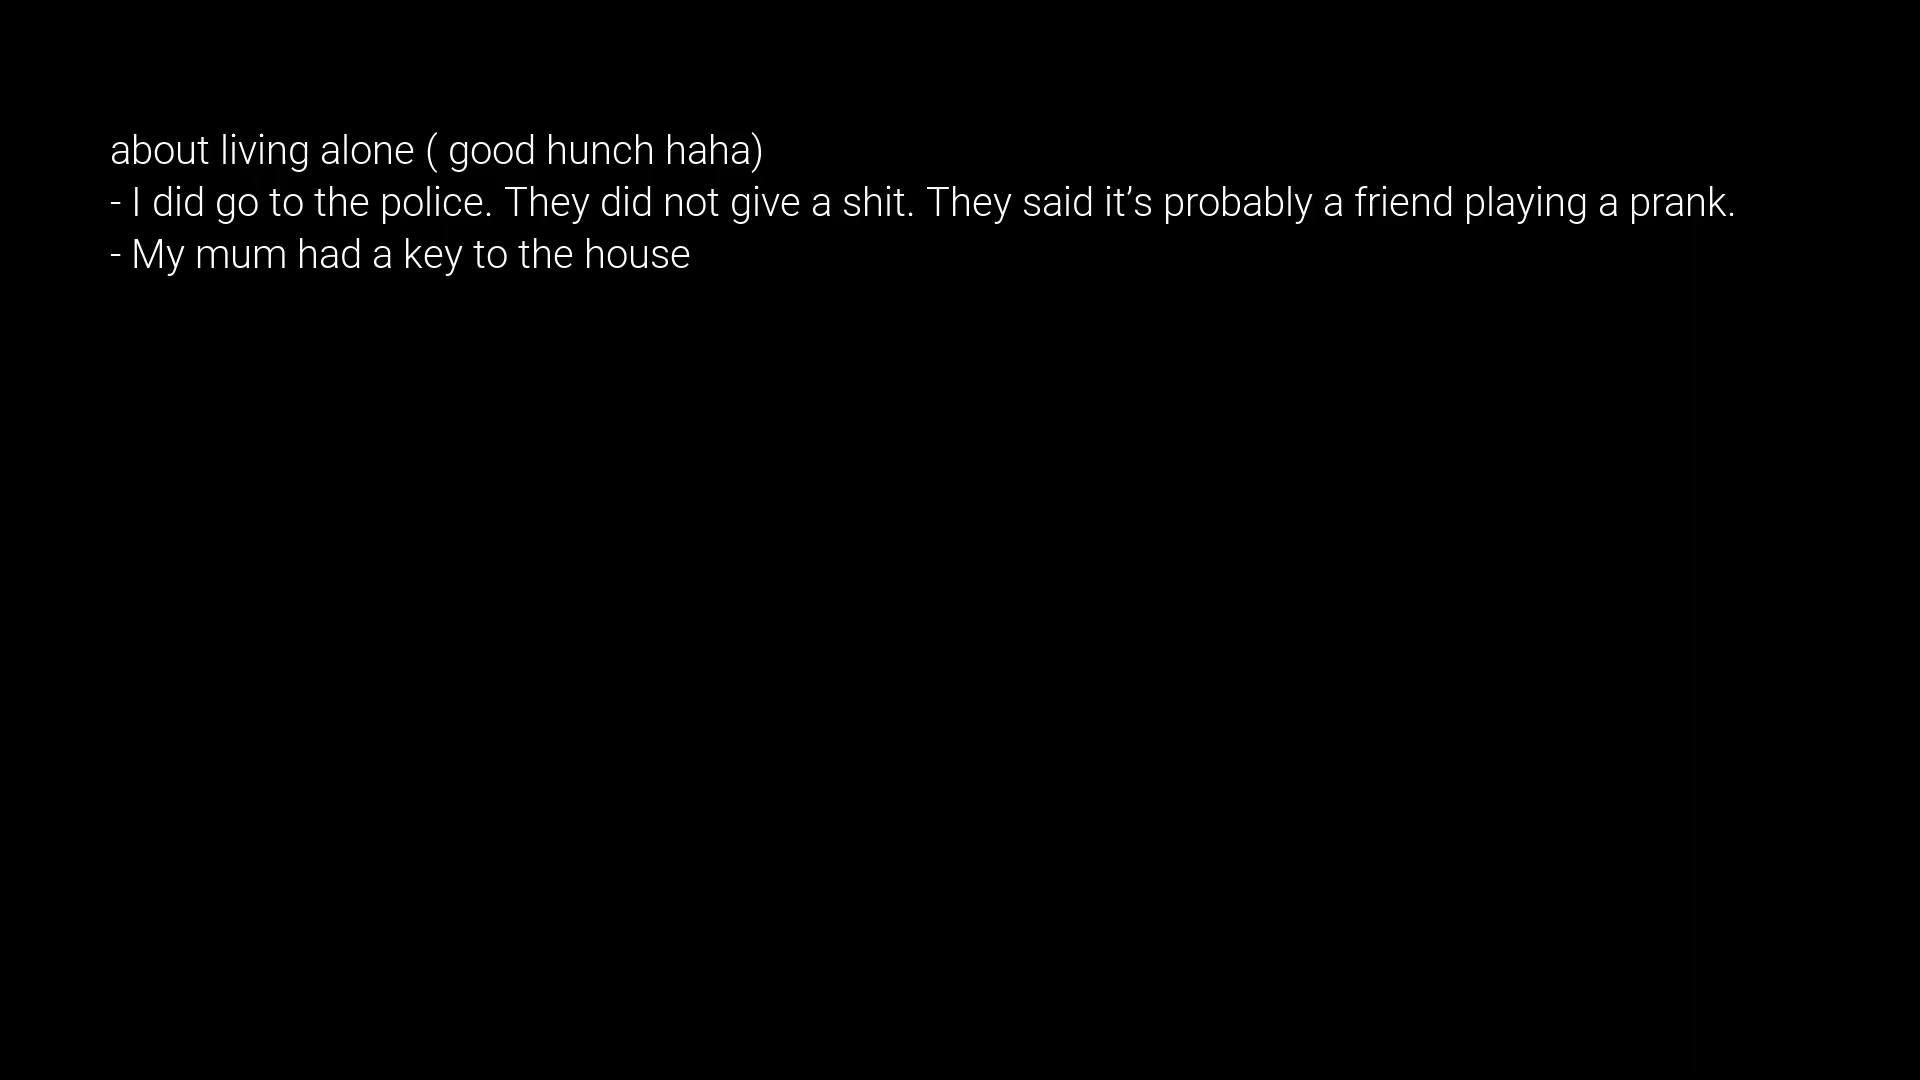 about living alone ( good hunch haha)
- I did go to the police. They did not give a shit. They said it’s probably a friend playing a prank.
- My mum had a key to the house